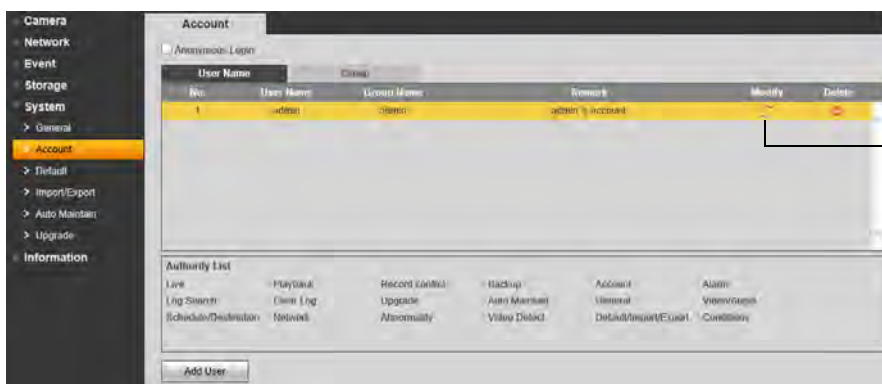 Camera
Network
Event
Storage
System
> General
Account
> Default
> Import/Export
> Auto Maintain
> Upgrade
Information
Account
Anonymous Login
User Name Group
No. User Name Group Name Remark Modify Delete
1 admin admin admin 's account
Authority List
Live Playback Record control Backup Account Alarm
Log Search Clear Log Upgrade Auto Maintain General Video/Audio
Schedule/Destination Network Abnormality Video Detect Default/Import/Export Conditions
Add User